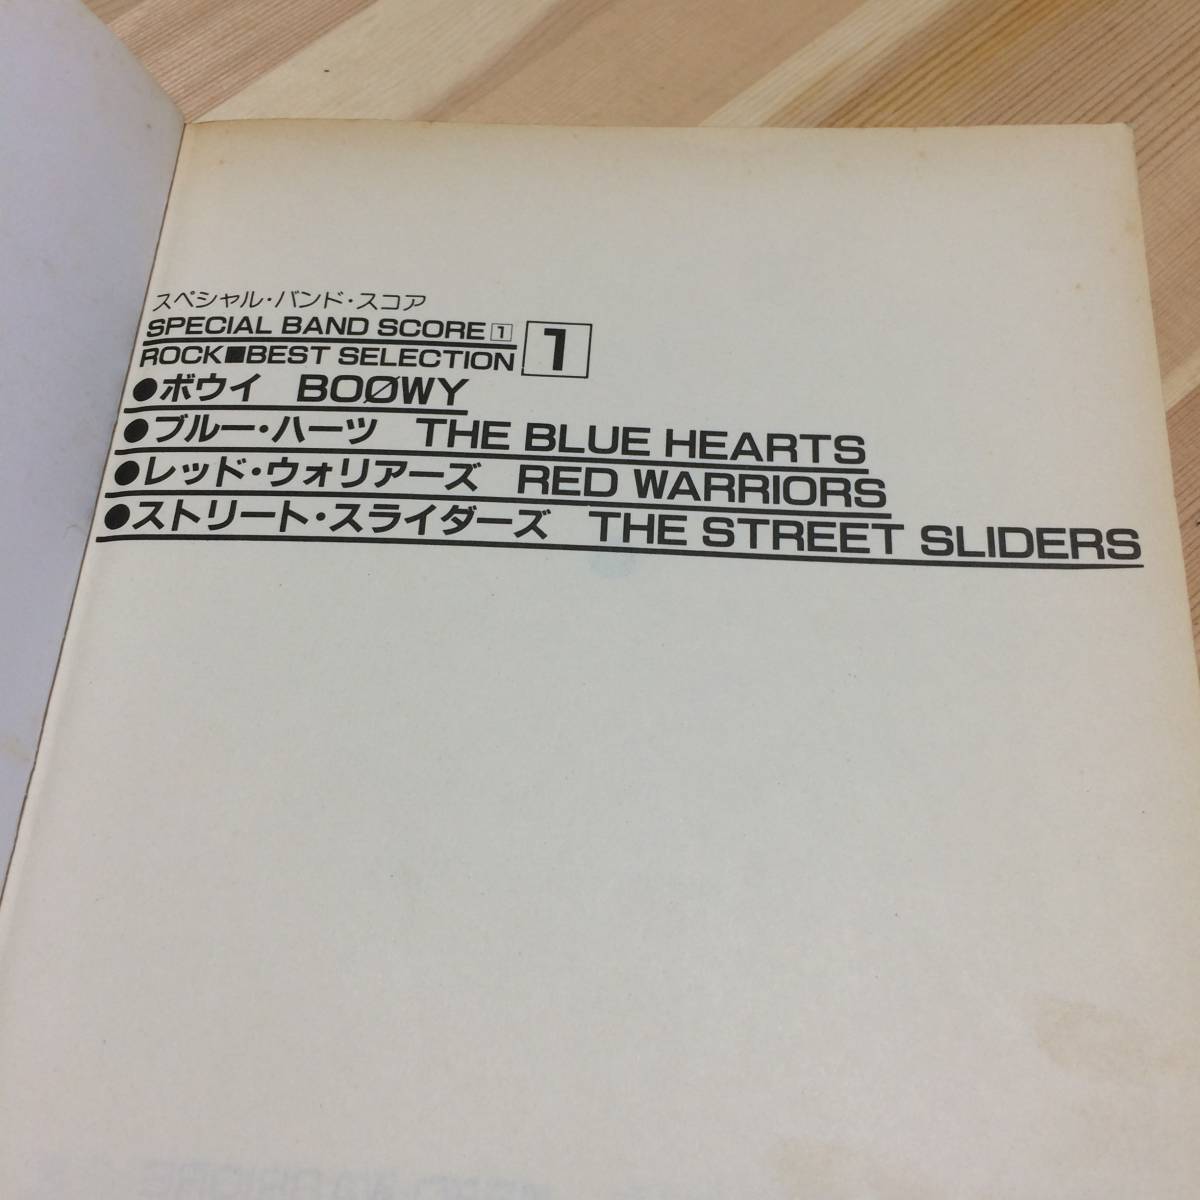 スペシャル・バンド・スコア
SPECIAL BAND SCORE 1
ROCK■BEST SELECTION 1
●ボウイ BOØWY
●ブルー・ハーツ THE BLUE HEARTS
●レッド・ウォリアーズ RED WARRIORS
●ストリート・スライダーズ THE STREET SLIDERS